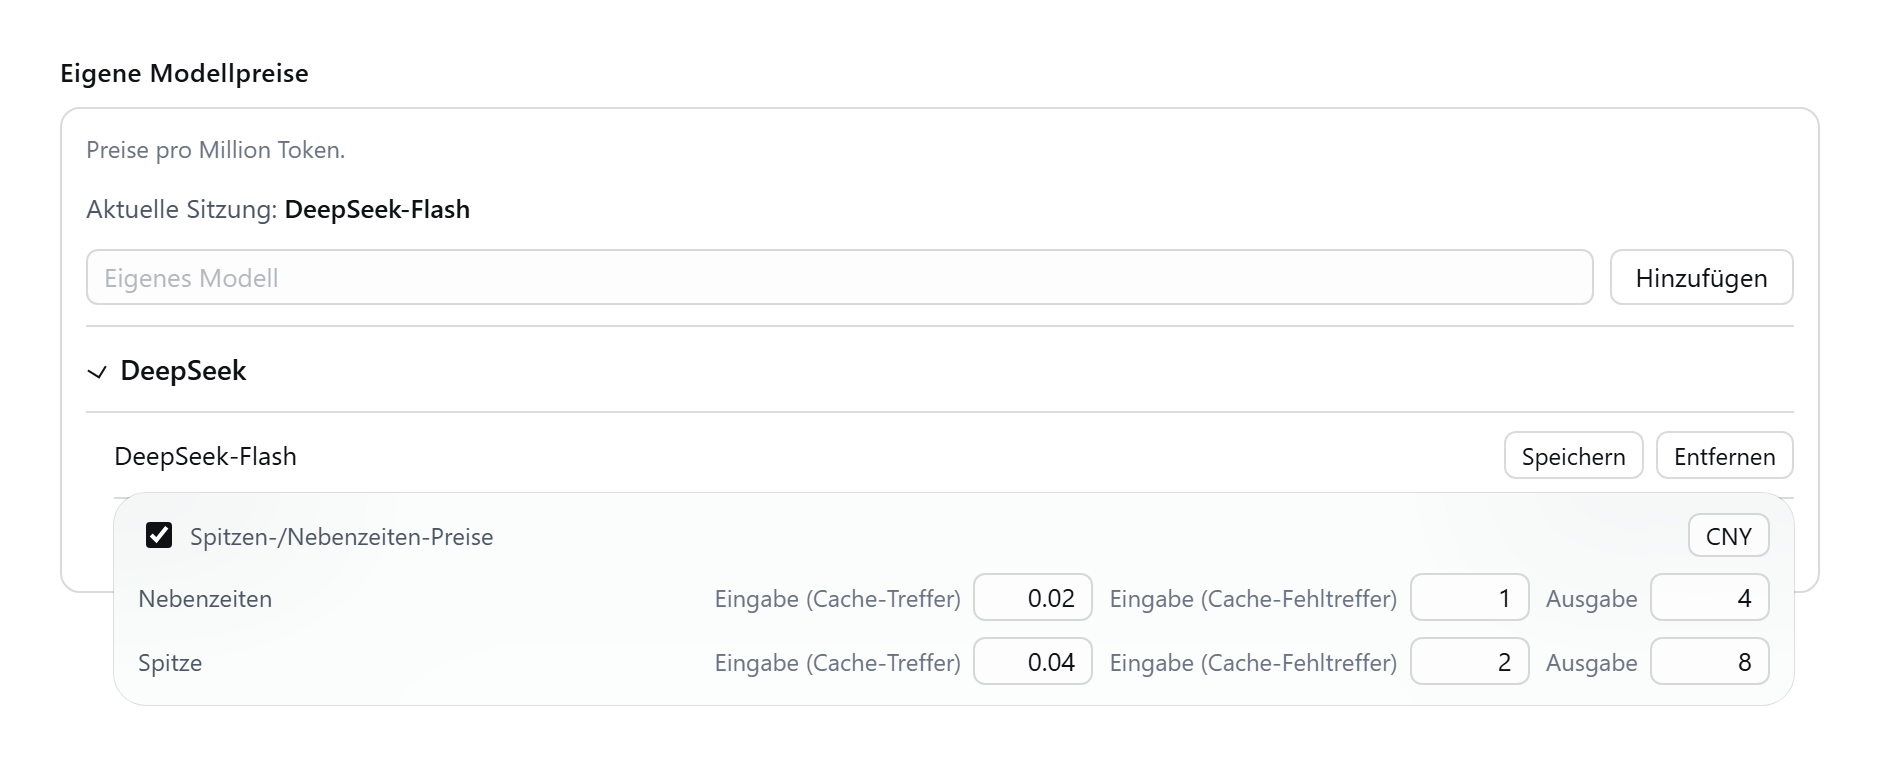 Eigene Modellpreise
Preise pro Million Token.
Aktuelle Sitzung: DeepSeek-Flash
Eigenes Modell
Hinzufügen
DeepSeek
DeepSeek-Flash
Speichern
Entfernen
Spitzen-/Nebenzeiten-Preise
CNY
Nebenzeiten Eingabe (Cache-Treffer) 0.02 Eingabe (Cache-Fehltreffer) 1 Ausgabe 4
Spitze Eingabe (Cache-Treffer) 0.04 Eingabe (Cache-Fehltreffer) 2 Ausgabe 8